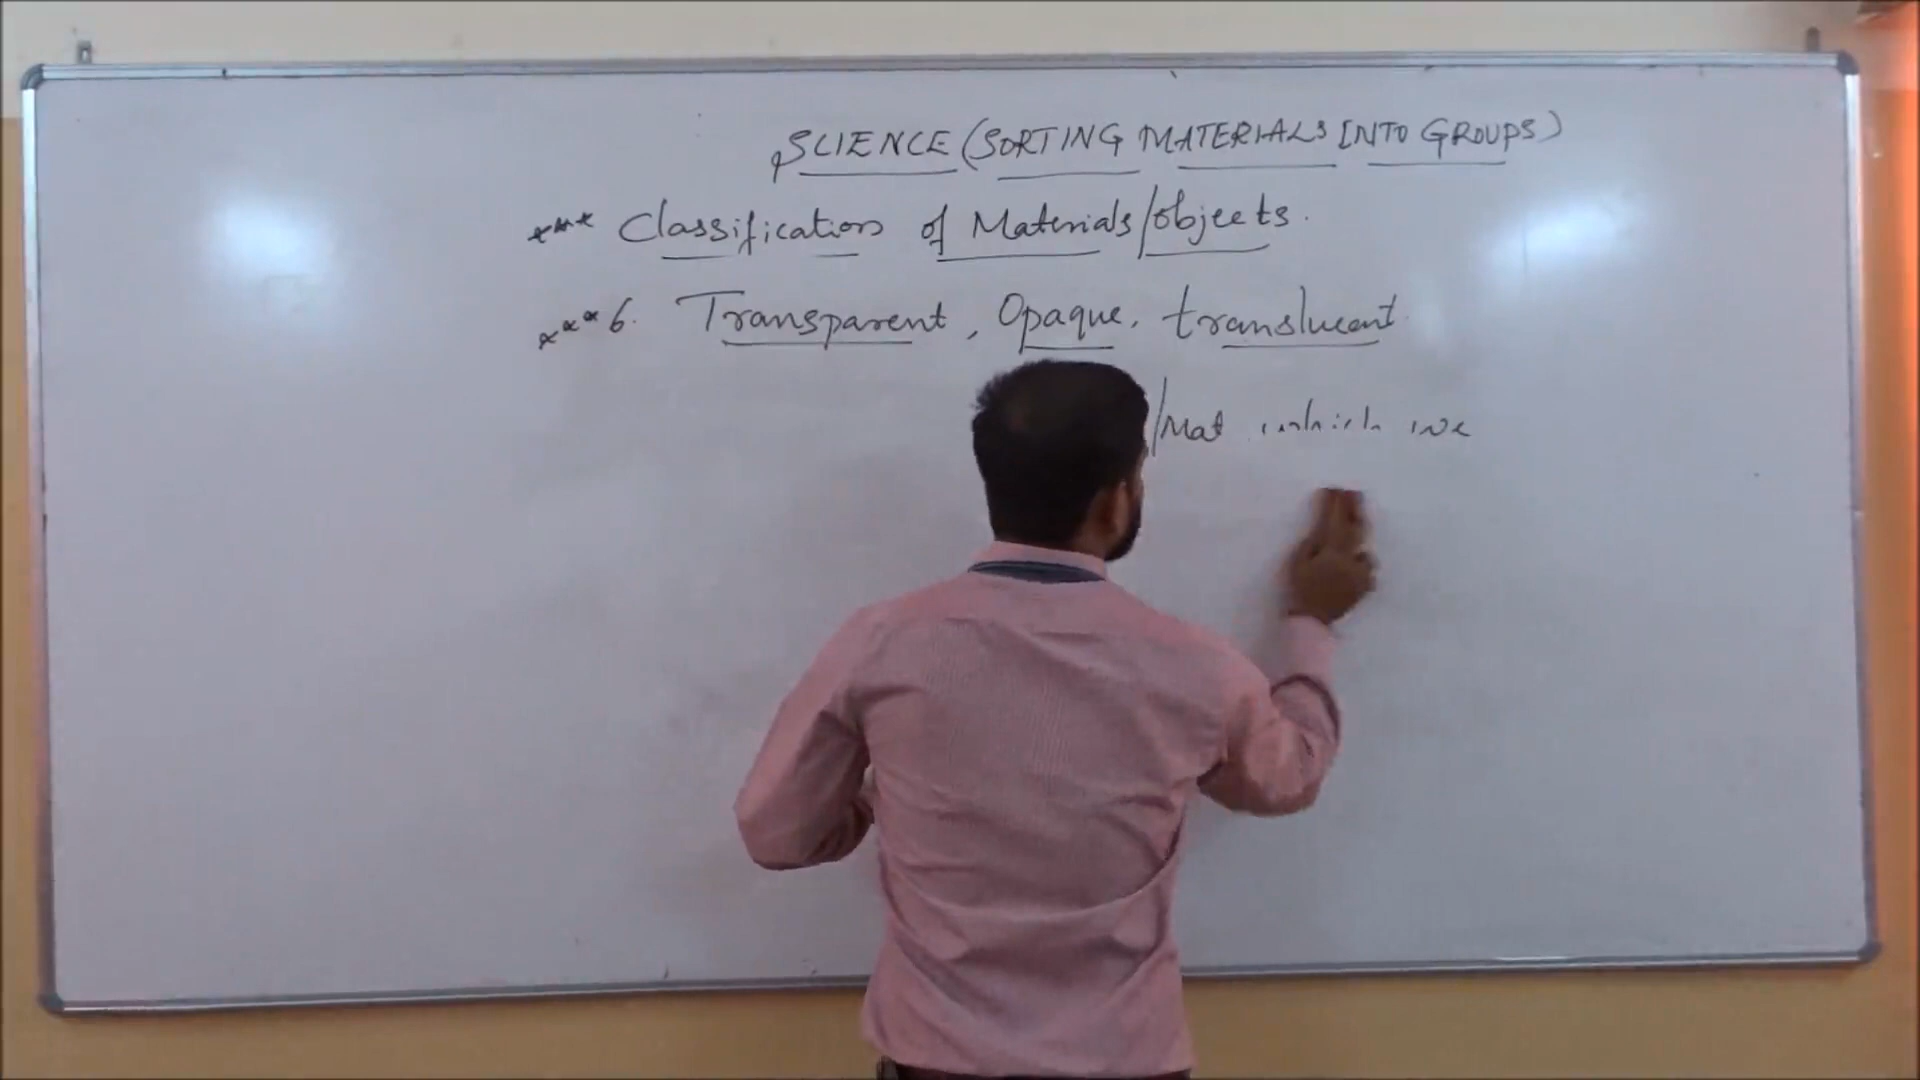 SCIENCE (SORTING MATERIALS INTO GROUPS)
*** Classification of Materials/objects.
*** 6. Transparent, Opaque, translucent
/Mat which we